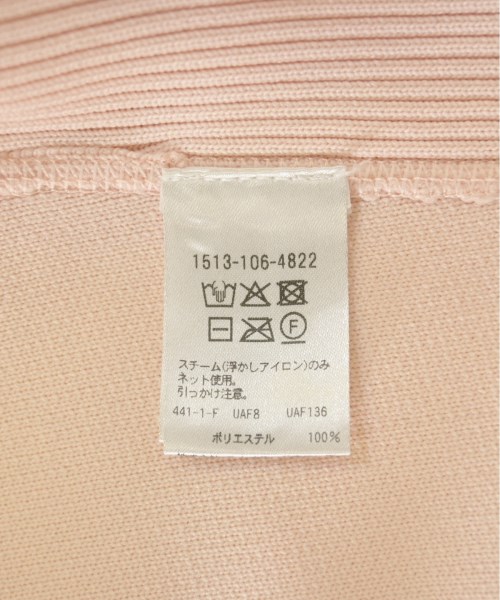 1513-106-4822
F
スチーム(浮かしアイロン)のみ
ネット使用。
引っかけ注意。
441-1-F UAF8 UAF136
ポリエステル 100%